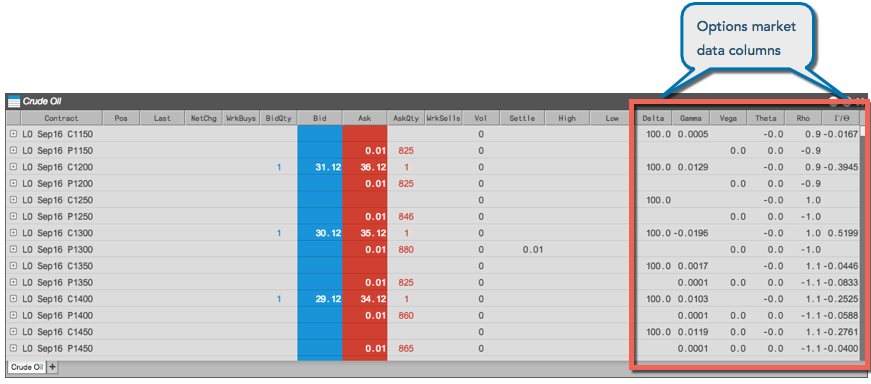 Options market
data columns
Crude Oil
Contract Pos Last NetChg WrkBuys BidQty Bid Ask AskQty WrkSells Vol Settle High Low Delta Gamma Vega Theta Rho Γ/Θ
LO Sep16 C1150 0 100.0 0.0005 -0.0 0.9 -0.0167
LO Sep16 P1150 0.01 825 0 0.0 0.0 -0.9
LO Sep16 C1200 1 31.12 36.12 1 0 100.0 0.0129 -0.0 0.9 -0.3945
LO Sep16 P1200 0.01 825 0 0.0 0.0 -0.9
LO Sep16 C1250 0 100.0 -0.0 1.0
LO Sep16 P1250 0.01 846 0 0.0 0.0 -1.0
LO Sep16 C1300 1 30.12 35.12 1 0 100.0 -0.0196 -0.0 1.0 0.5199
LO Sep16 P1300 0.01 880 0 0.01 0.0 0.0 -1.0
LO Sep16 C1350 0 100.0 0.0017 -0.0 1.1 -0.0446
LO Sep16 P1350 0.01 825 0 0.0001 0.0 0.0 -1.1 -0.0833
LO Sep16 C1400 1 29.12 34.12 1 0 100.0 0.0103 -0.0 1.1 -0.2525
LO Sep16 P1400 0.01 860 0 0.0001 0.0 0.0 -1.1 -0.0588
LO Sep16 C1450 0 100.0 0.0119 0.0 -0.0 1.1 -0.2761
LO Sep16 P1450 0.01 865 0 0.0001 0.0 0.0 -1.1 -0.0400
Crude Oil +